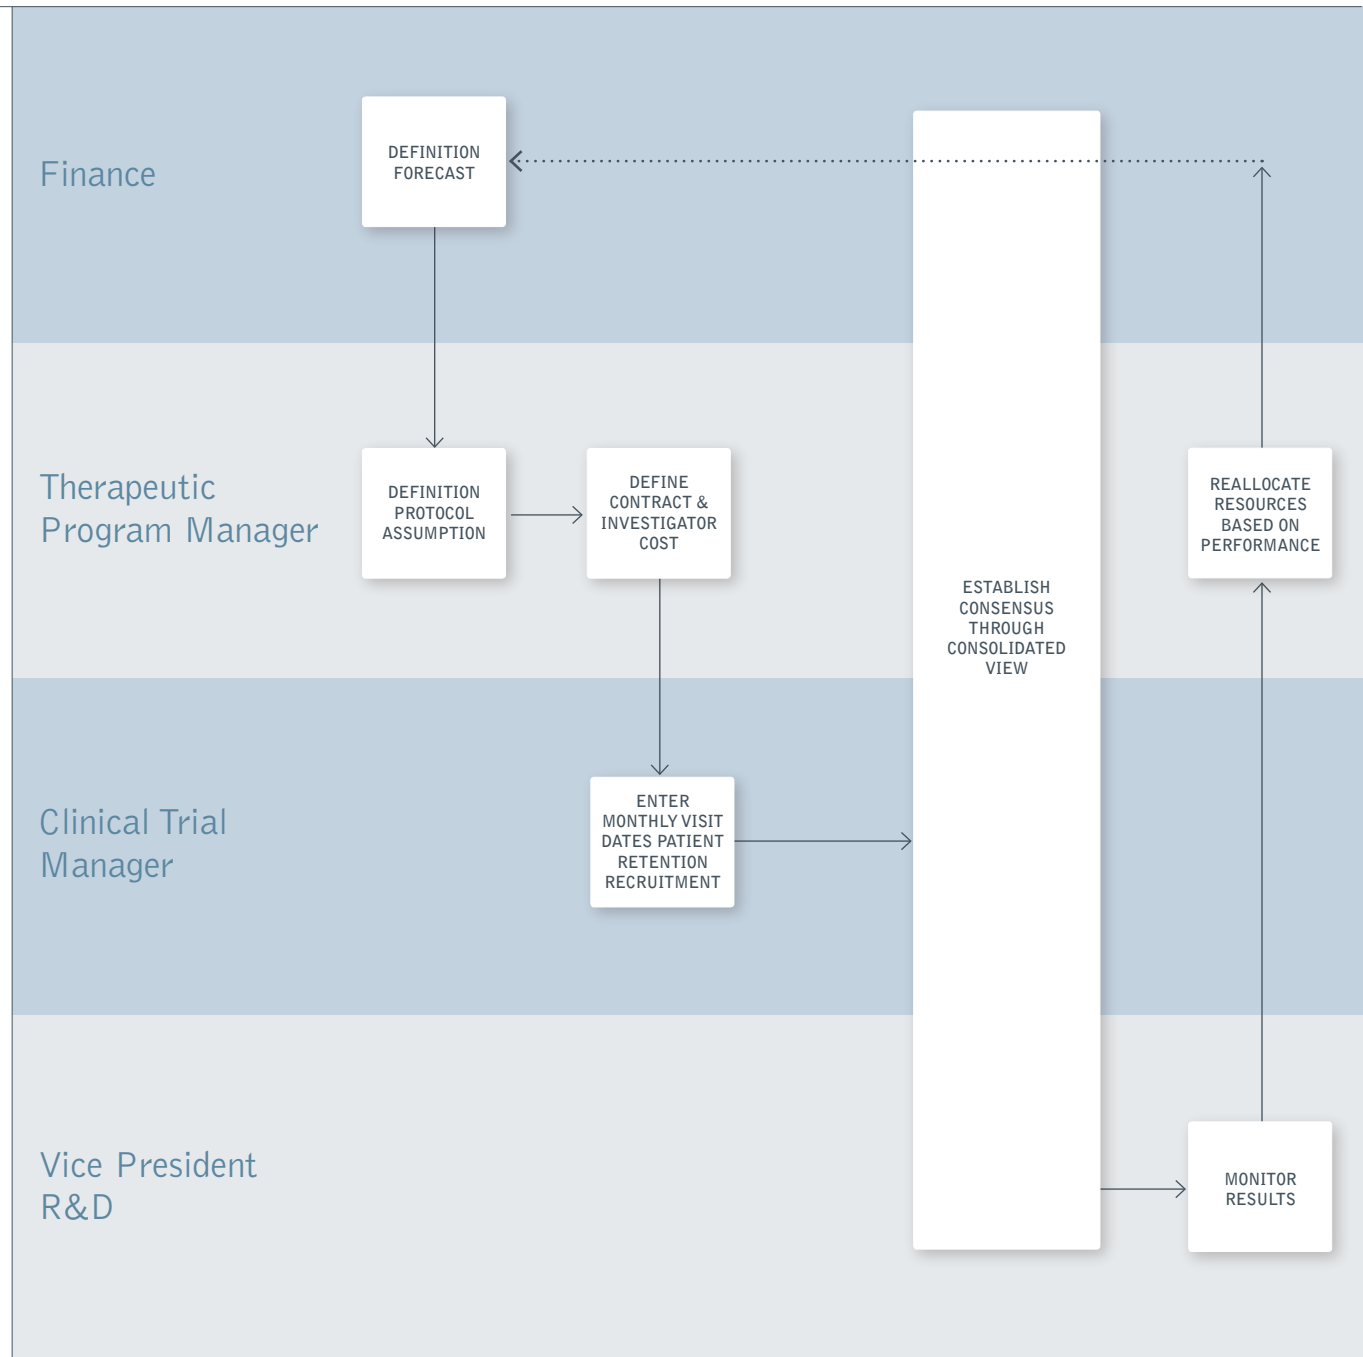 Finance
DEFINITION
FORECAST
Therapeutic
Program Manager
DEFINITION
PROTOCOL
ASSUMPTION
DEFINE
CONTRACT &
INVESTIGATOR
COST
ESTABLISH
CONSENSUS
THROUGH
CONSOLIDATED
VIEW
REALLOCATE
RESOURCES
BASED ON
PERFORMANCE
Clinical Trial
Manager
ENTER
MONTHLY VISIT
DATES PATIENT
RETENTION
RECRUITMENT
Vice President
R&D
MONITOR
RESULTS